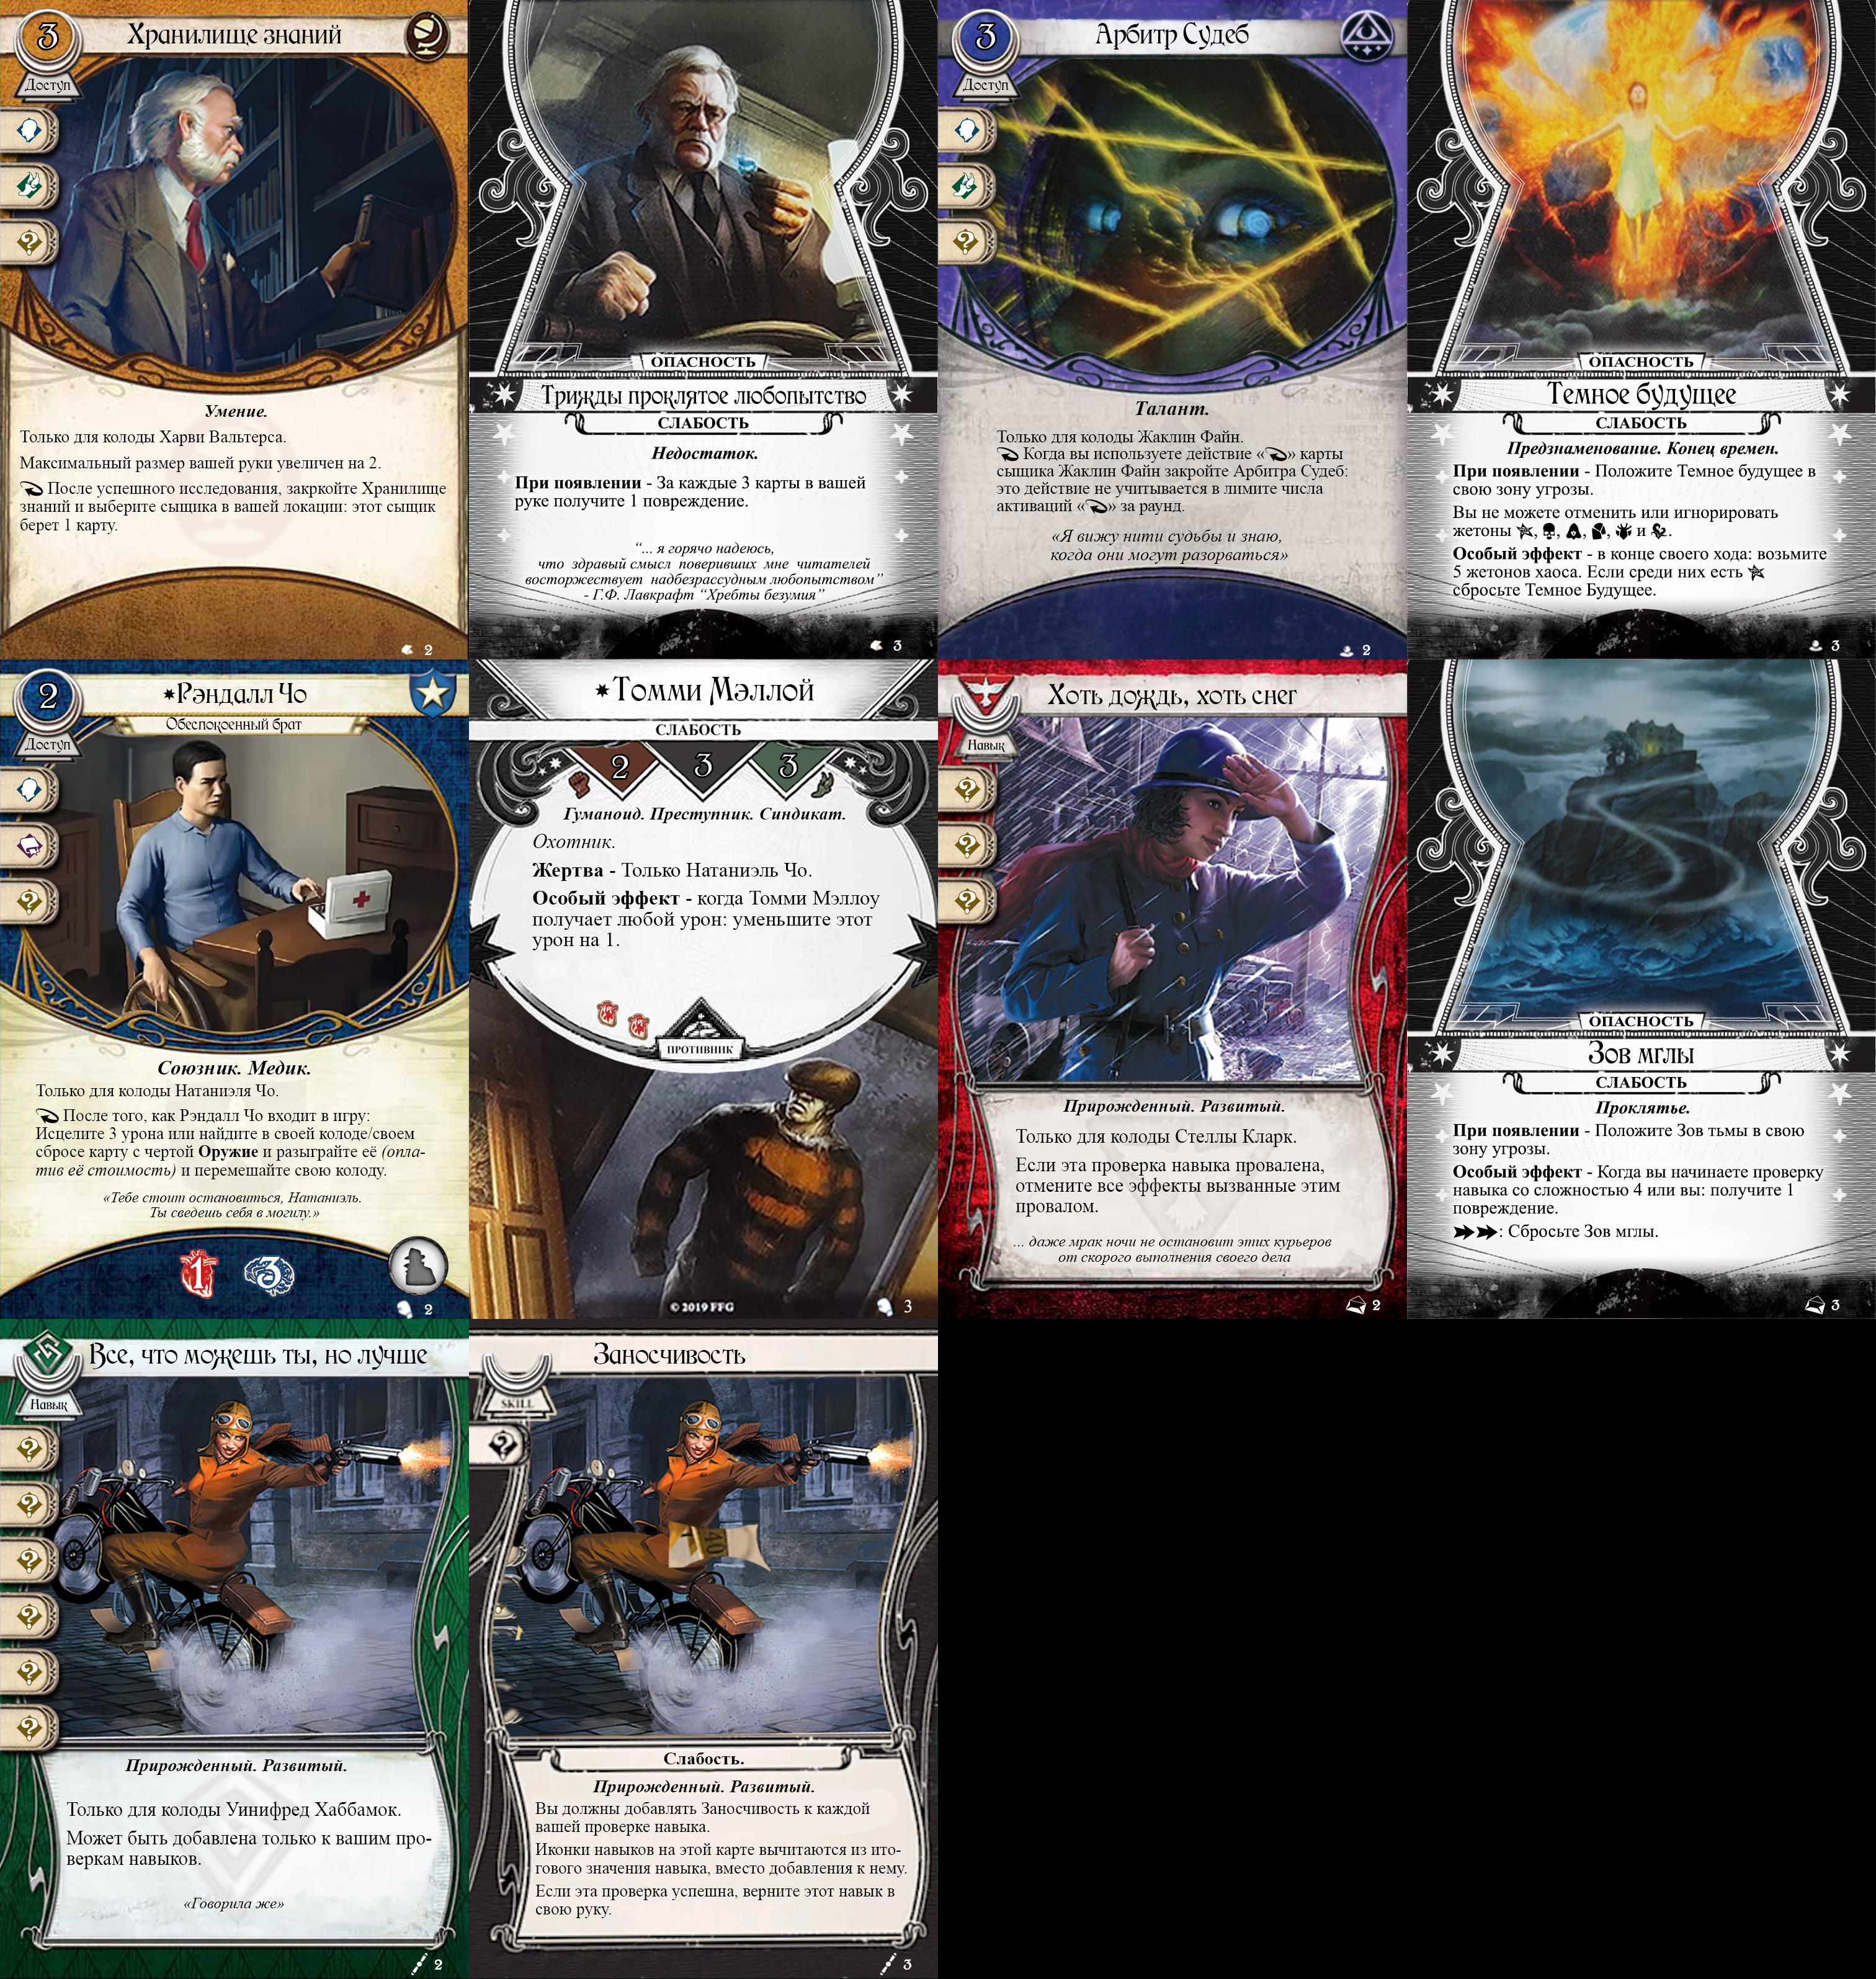 3
Хранилище знаний
Доступ
Умение.
Только для колоды Харви Вальтерса.
Максимальный размер вашей руки увеличен на 2.
После успешного исследования, закркойте Хранилище
знаний и выберите сыщика в вашей локации: этот сыщик
берет 1 карту.
2
ОПАСНОСТЬ
Трижды проклятое любопытство
СЛАБОСТЬ
Недостаток.
При появлении - За каждые 3 карты в вашей
руке получите 1 повреждение.
“... я горячо надеюсь,
что здравый смысл поверивших мне читателей
восторжествует надбезрассудным любопытством”
- Г.Ф. Лавкрафт “Хребты безумия”
3
3
Арбитр Судеб
Доступ
Талант.
Только для колоды Жаклин Файн.
Когда вы используете действие «» карты
сыщика Жаклин Файн закройте Арбитра Судеб:
это действие не учитывается в лимите числа
активаций «» за раунд.
«Я вижу нити судьбы и знаю,
когда они могут разорваться»
2
ОПАСНОСТЬ
Темное будущее
СЛАБОСТЬ
Предзнаменование. Конец времен.
При появлении - Положите Темное будущее в
свою зону угрозы.
Вы не можете отменить или игнорировать
жетоны , , , , и .
Особый эффект - в конце своего хода: возьмите
5 жетонов хаоса. Если среди них есть
сбросьте Темное Будущее.
3
2
Рэндалл Чо
Обеспокоенный брат
Доступ
Союзник. Медик.
Только для колоды Натаниэля Чо.
После того, как Рэндалл Чо входит в игру:
Исцелите 3 урона или найдите в своей колоде/своем
сбросе карту с чертой Оружие и разыграйте её (опла-
тив её стоимость) и перемешайте свою колоду.
«Тебе стоит остановиться, Натаниэль.
Ты сведешь себя в могилу.»
1 3
2
Томми Мэллой
СЛАБОСТЬ
2 3 3
Гуманоид. Преступник. Синдикат.
Охотник.
Жертва - Только Натаниэль Чо.
Особый эффект - когда Томми Мэллоу
получает любой урон: уменьшите этот
урон на 1.
ПРОТИВНИК
© 2019 FFG
3
Хоть дождь, хоть снег
Навык
Прирожденный. Развитый.
Только для колоды Стеллы Кларк.
Если эта проверка навыка провалена,
отмените все эффекты вызванные этим
провалом.
... даже мрак ночи не остановит этих курьеров
от скорого выполнения своего дела
2
ОПАСНОСТЬ
Зов мглы
СЛАБОСТЬ
Проклятье.
При появлении - Положите Зов тьмы в свою
зону угрозы.
Особый эффект - Когда вы начинаете проверку
навыка со сложностью 4 или вы: получите 1
повреждение.
: Сбросьте Зов мглы.
3
Все, что можешь ты, но лучше
Навык
Прирожденный. Развитый.
Только для колоды Уинифред Хаббамок.
Может быть добавлена только к вашим про-
веркам навыков.
«Говорила же»
2
Заносчивость
SKILL
Слабость.
Прирожденный. Развитый.
Вы должны добавлять Заносчивость к каждой
вашей проверке навыка.
Иконки навыков на этой карте вычитаются из ито-
гового значения навыка, вместо добавления к нему.
Если эта проверка успешна, верните этот навык в
свою руку.
3